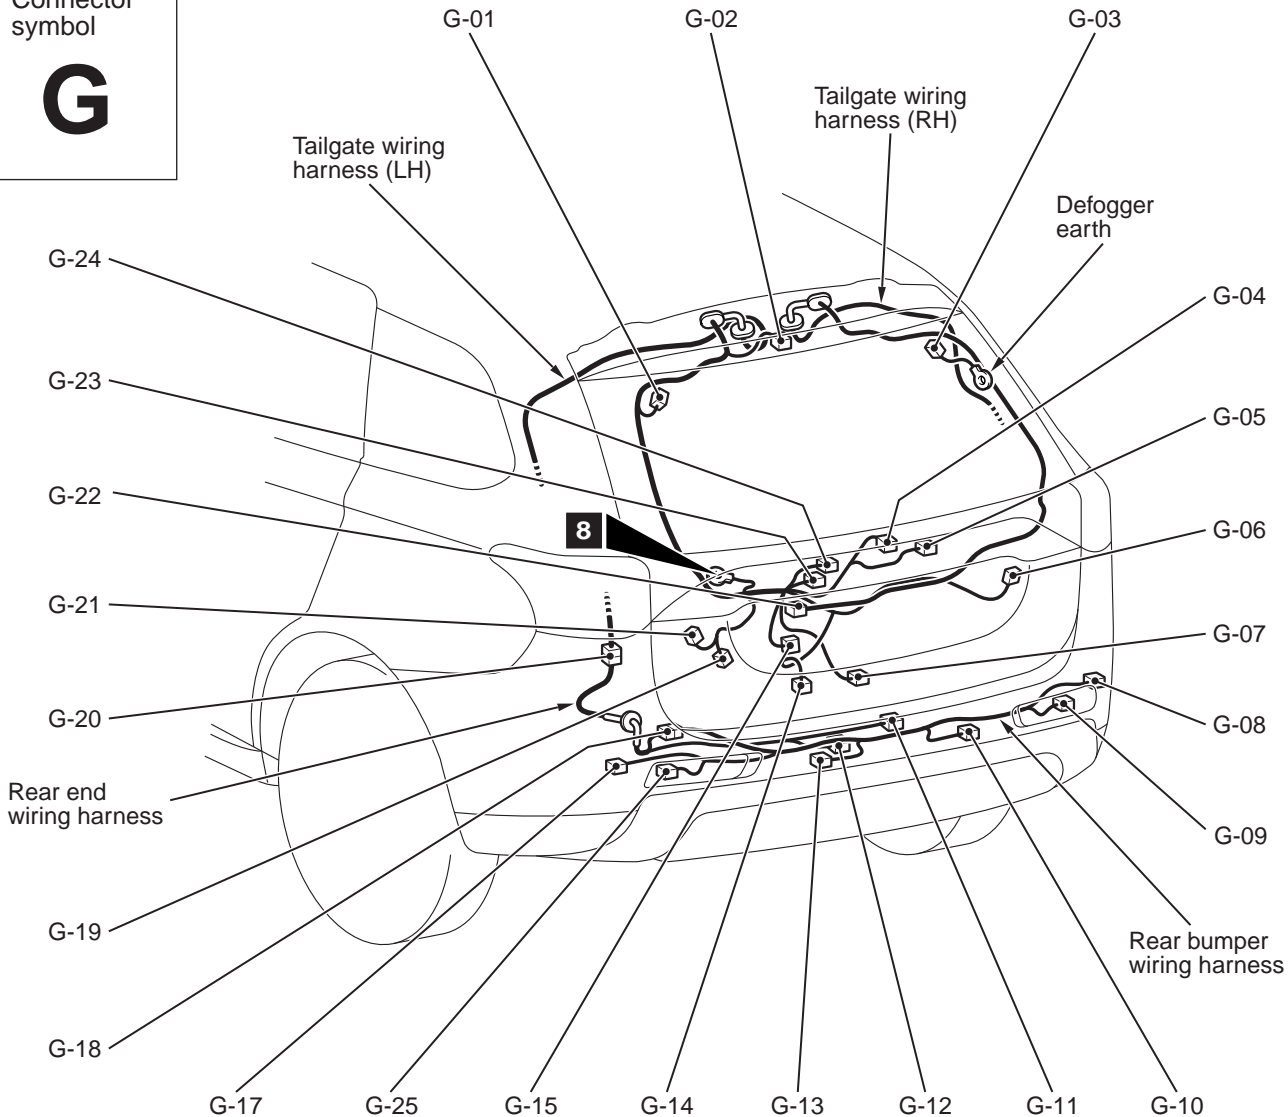 Connector
symbol
G
G-01
G-02
G-03
Tailgate wiring
harness (RH)
Tailgate wiring
harness (LH)
Defogger
earth
G-24
G-04
G-23
G-05
G-22
8
G-06
G-21
G-07
G-20
G-08
Rear end
wiring harness
G-09
G-19
Rear bumper
wiring harness
G-18
G-17
G-25
G-15
G-14
G-13
G-12
G-11
G-10